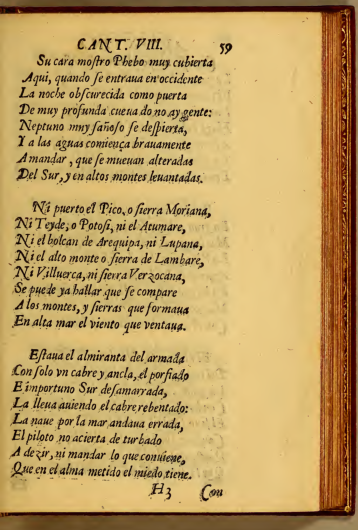 CANT. VIII. 59
Su cara moſtro Phebo muy cubierta
Aqui, quando ſe entraua en occidente
La noche obſcurecida como puerta
De muy profunda cueua do no ay gente:
Neptuno muy ſañoſo ſe deſpierta,
Y a las aguas comiença brauamente
A mandar, que ſe mueuan alteradas
Del Sur, y en altos montes leuantadas.
Ni puerto el Pico, o ſierra Moriana,
Ni Teyde, o Potoſi, ni el Atumare,
Ni el bolcan de Arequipa, ni Lupana,
Ni el alto monte o ſierra de Lambare,
Ni Villuerca, ni ſierra Verzocana,
Se puede ya hallar que ſe compare
A los montes, y ſierras que formaua
En alta mar el viento que ventaua.
Eſtaua el almiranta del armada
Con ſolo vn cabre y ancla, el porfiado
E importuno Sur deſamarrada,
La lleua auiendo el cabre rebentado:
La naue por la mar andaua errada,
El piloto no acierta de turbado
A dezir, ni mandar lo que conuiene,
Que en el alma metido el miedo tiene.
H3 Con